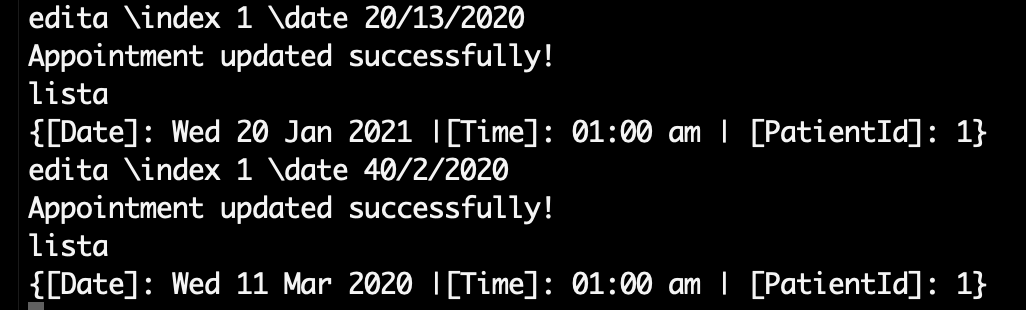 edita \index 1 \date 20/13/2020
Appointment updated successfully!
lista
{[Date]: Wed 20 Jan 2021 |[Time]: 01:00 am | [PatientId]: 1}
edita \index 1 \date 40/2/2020
Appointment updated successfully!
lista
{[Date]: Wed 11 Mar 2020 |[Time]: 01:00 am | [PatientId]: 1}